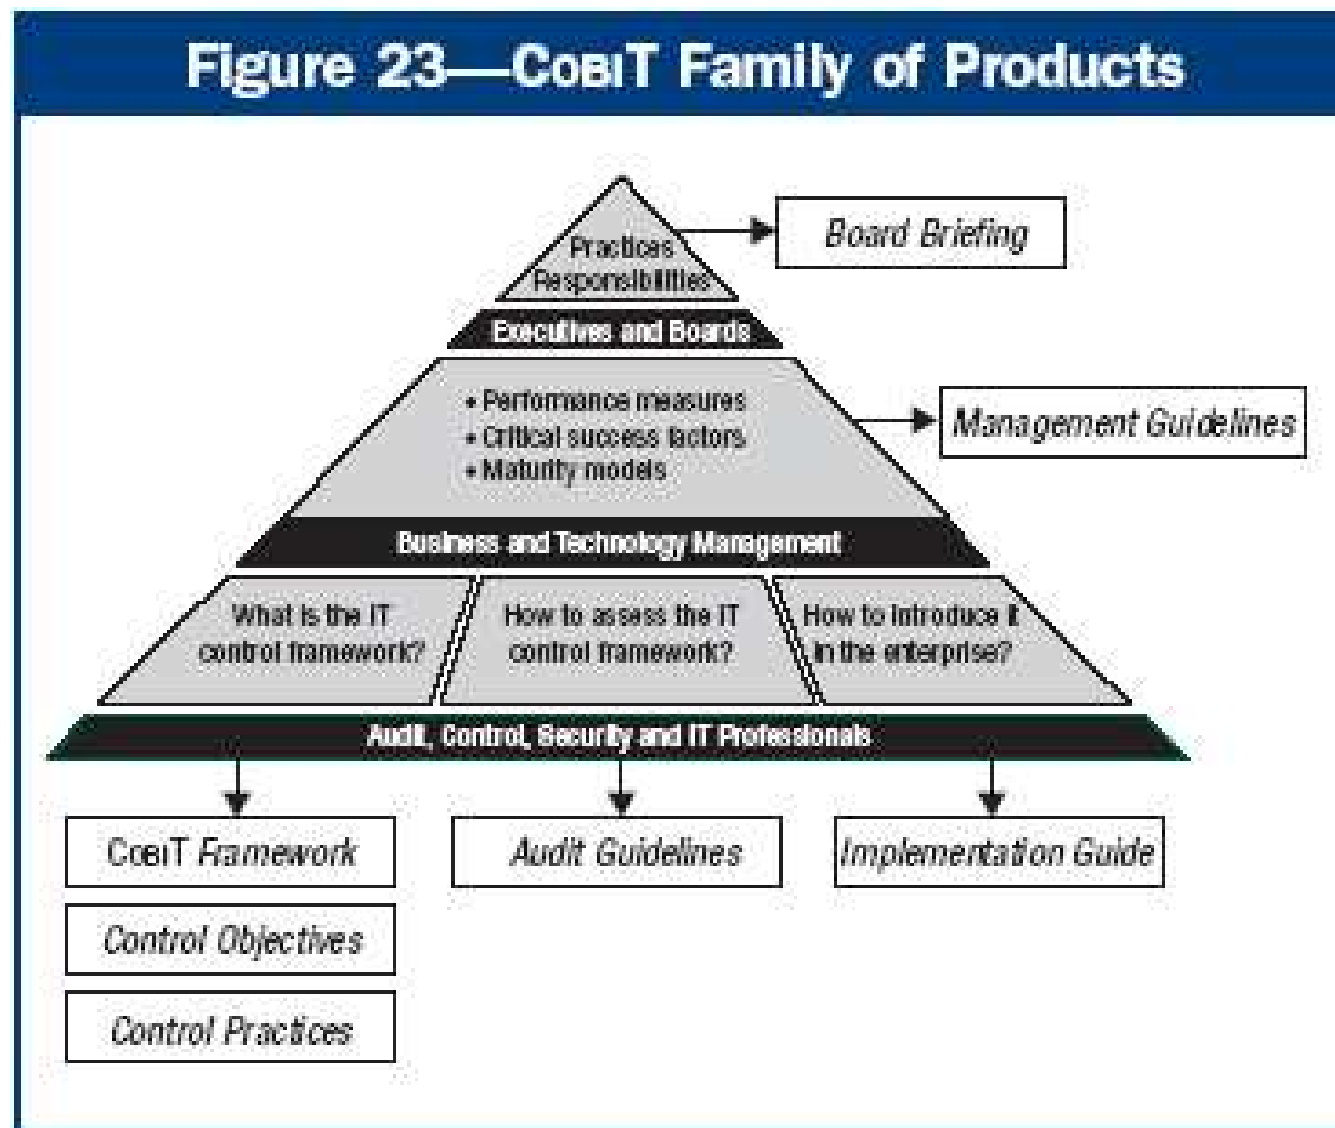 Figure 23—COBIT Family of Products
Practices
Responsibilities
Board Briefing
Executives and Boards
• Performance measures
• Critical success factors
• Maturity models
Management Guidelines
Business and Technology Management
What is the IT
control framework?
How to assess the IT
control framework?
How to introduce it
in the enterprise?
Audit, Control, Security and IT Professionals
COBIT Framework
Audit Guidelines
Implementation Guide
Control Objectives
Control Practices